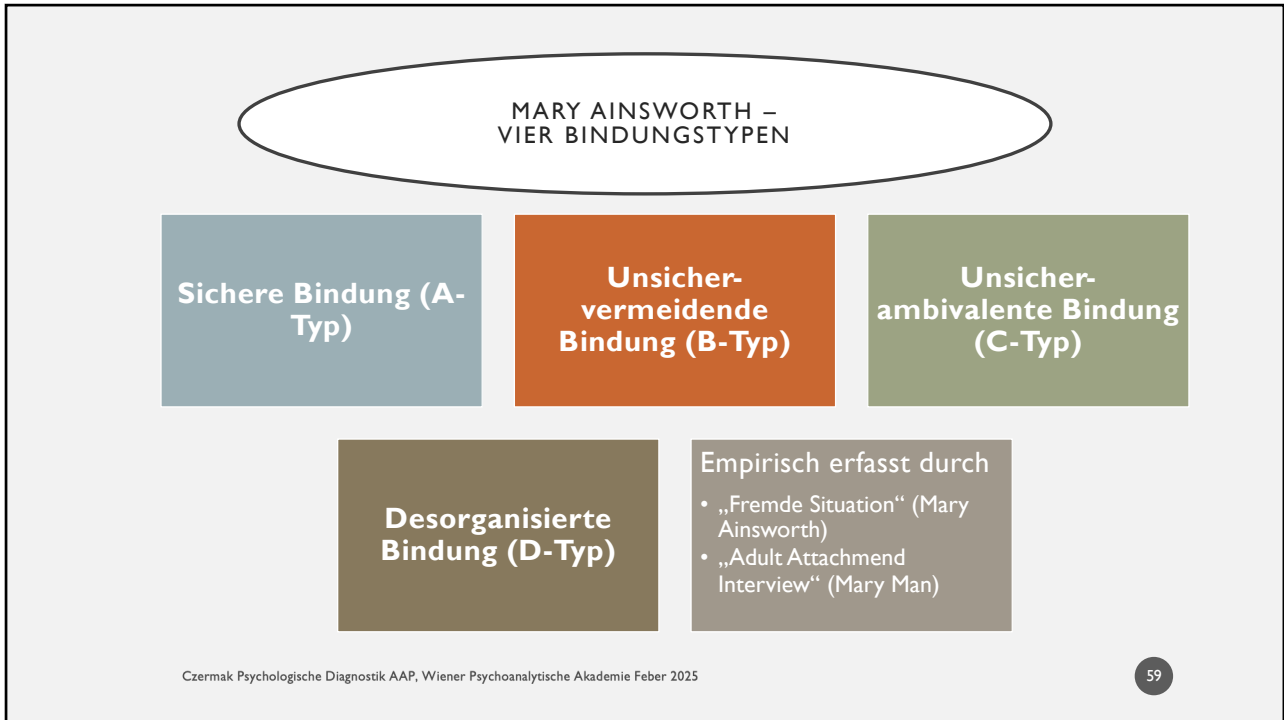 MARY AINSWORTH –
VIER BINDUNGSTYPEN
Sichere Bindung (A-
Typ)
Unsicher-
vermeidende
Bindung (B-Typ)
Unsicher-
ambivalente Bindung
(C-Typ)
Desorganisierte
Bindung (D-Typ)
Empirisch erfasst durch
• „Fremde Situation“ (Mary
Ainsworth)
• „Adult Attachmend
Interview“ (Mary Man)
Czermak Psychologische Diagnostik AAP, Wiener Psychoanalytische Akademie Feber 2025
59